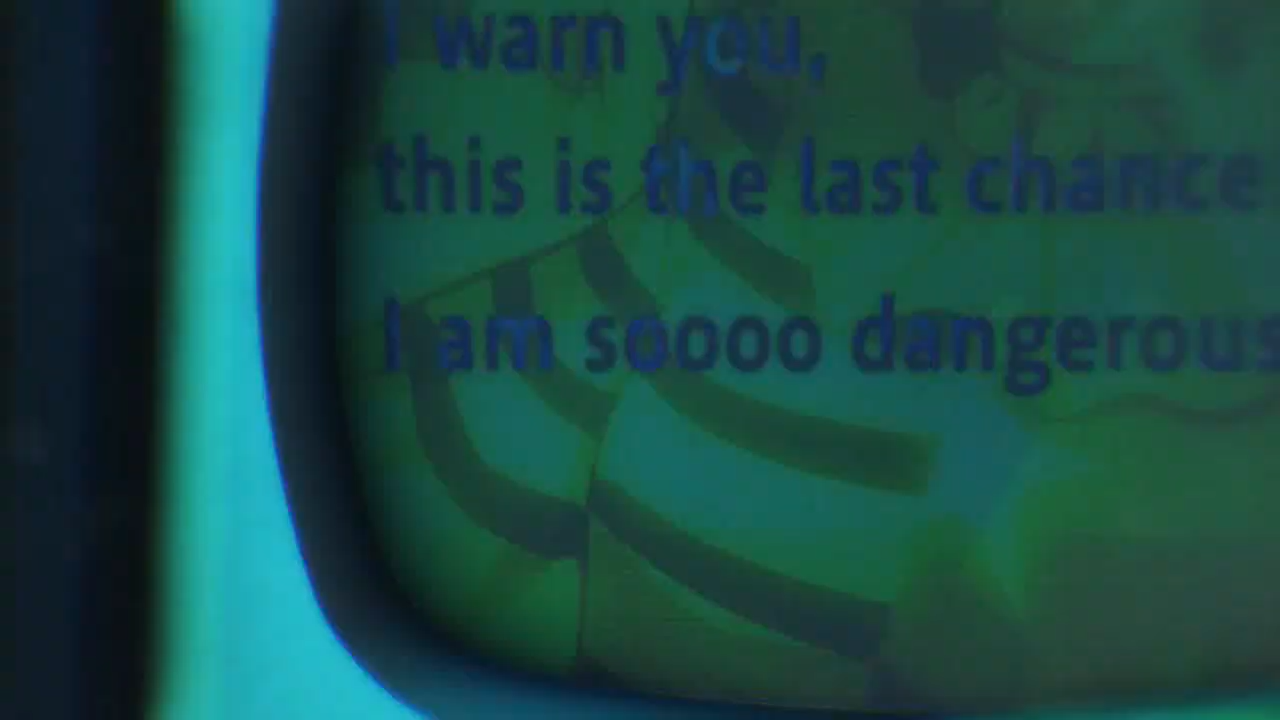 I warn you,
this is the last chance.
I am soooo dangerous